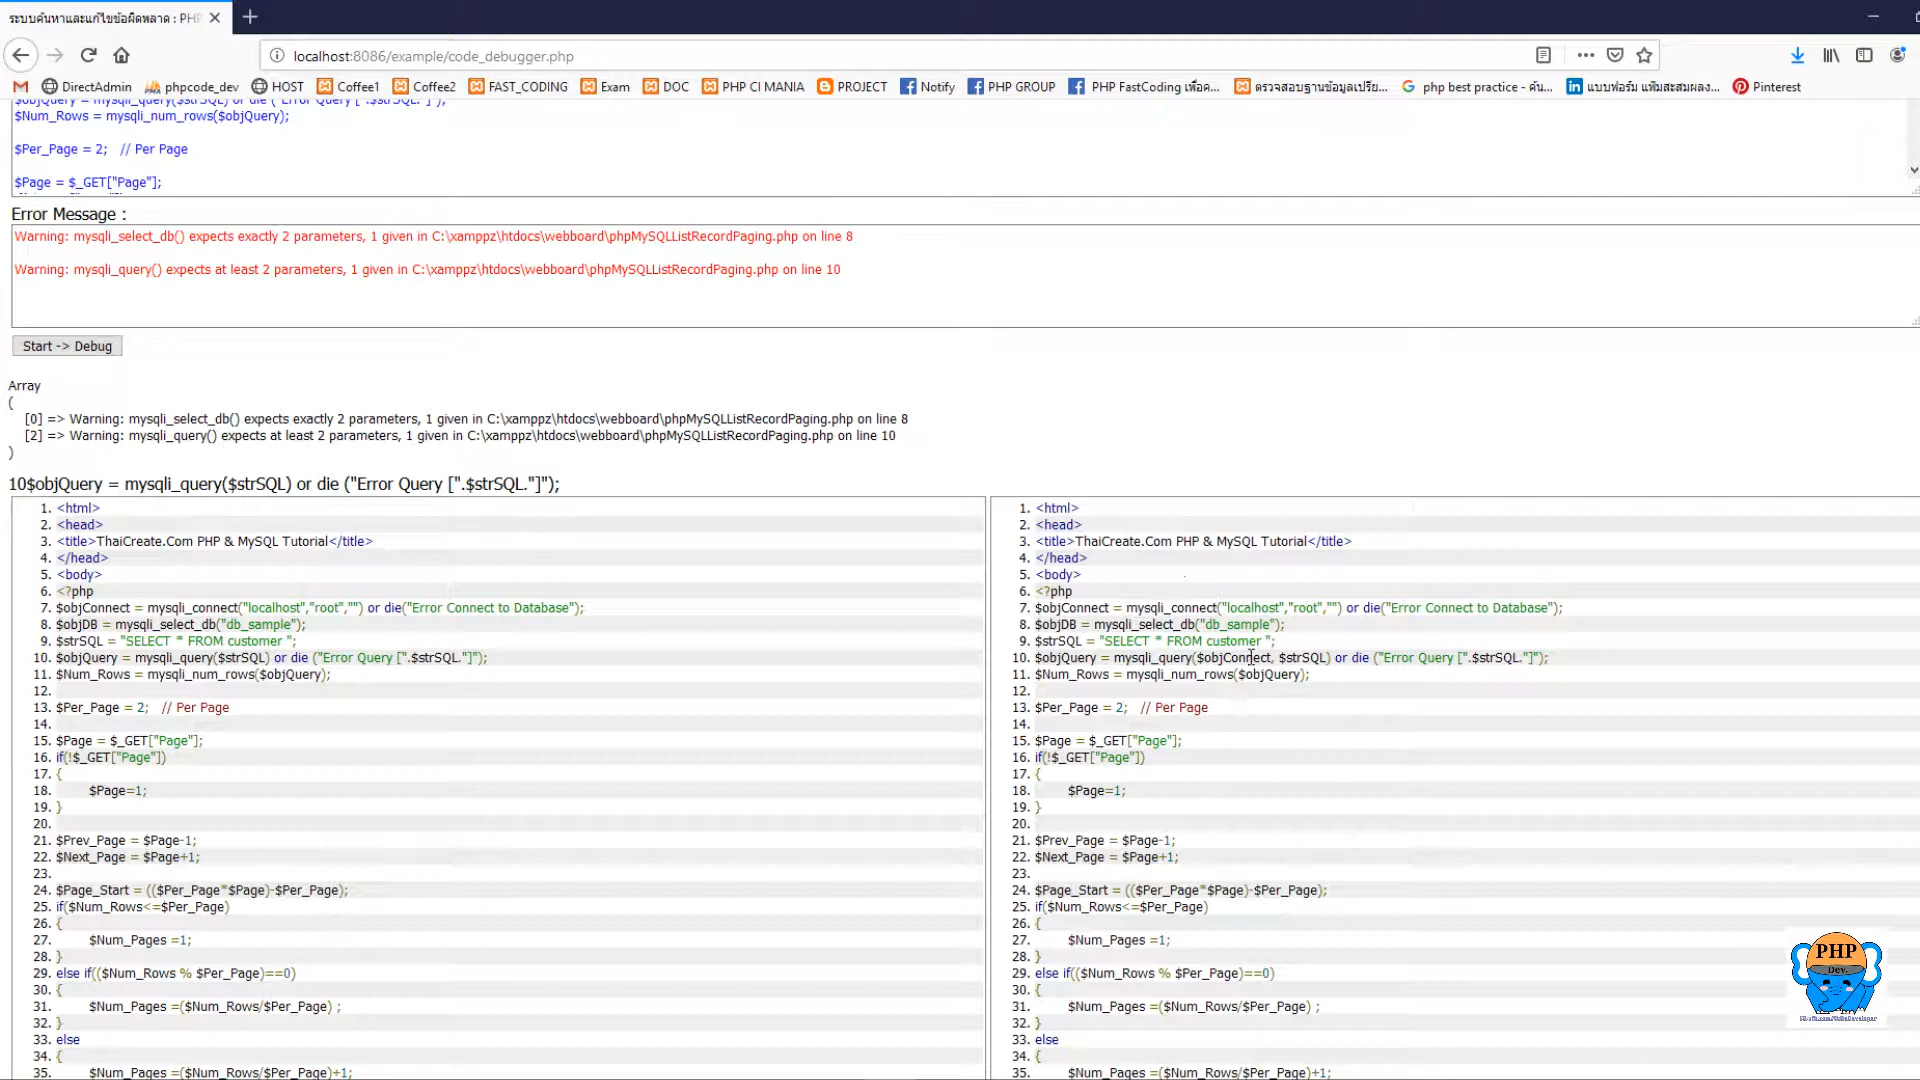 ระบบค้นหาและแก้ไขข้อผิดพลาด : PHP
localhost:8086/example/code_debugger.php
DirectAdmin phpcode_dev HOST Coffee1 Coffee2 FAST_CODING Exam DOC PHP CI MANIA PROJECT Notify PHP GROUP PHP FastCoding เพื่อค... ตรวจสอบฐานข้อมูลเปรีย... php best practice - ค้น... แบบฟอร์ม แฟ้มสะสมผลง... Pinterest
$objQuery = mysqli_query($strSQL) or die ("Error Query [".$strSQL."]");
$Num_Rows = mysqli_num_rows($objQuery);
$Per_Page = 2;   // Per Page
$Page = $_GET["Page"];
Error Message :
Warning: mysqli_select_db() expects exactly 2 parameters, 1 given in C:\xamppz\htdocs\webboard\phpMySQLListRecordPaging.php on line 8
Warning: mysqli_query() expects at least 2 parameters, 1 given in C:\xamppz\htdocs\webboard\phpMySQLListRecordPaging.php on line 10
Start -> Debug
Array
(
[0] => Warning: mysqli_select_db() expects exactly 2 parameters, 1 given in C:\xamppz\htdocs\webboard\phpMySQLListRecordPaging.php on line 8
[2] => Warning: mysqli_query() expects at least 2 parameters, 1 given in C:\xamppz\htdocs\webboard\phpMySQLListRecordPaging.php on line 10
)
10$objQuery = mysqli_query($strSQL) or die ("Error Query [".$strSQL."]");
1. <html>
2. <head>
3. <title>ThaiCreate.Com PHP & MySQL Tutorial</title>
4. </head>
5. <body>
6. <?php
7. $objConnect = mysqli_connect("localhost","root","") or die("Error Connect to Database");
8. $objDB = mysqli_select_db("db_sample");
9. $strSQL = "SELECT * FROM customer ";
10. $objQuery = mysqli_query($strSQL) or die ("Error Query [".$strSQL."]");
11. $Num_Rows = mysqli_num_rows($objQuery);
12.
13. $Per_Page = 2;   // Per Page
14.
15. $Page = $_GET["Page"];
16. if(!$_GET["Page"])
17. {
18. $Page=1;
19. }
20.
21. $Prev_Page = $Page-1;
22. $Next_Page = $Page+1;
23.
24. $Page_Start = (($Per_Page*$Page)-$Per_Page);
25. if($Num_Rows<=$Per_Page)
26. {
27. $Num_Pages =1;
28. }
29. else if(($Num_Rows % $Per_Page)==0)
30. {
31. $Num_Pages =($Num_Rows/$Per_Page) ;
32. }
33. else
34. {
35. $Num_Pages =($Num_Rows/$Per_Page)+1;
1. <html>
2. <head>
3. <title>ThaiCreate.Com PHP & MySQL Tutorial</title>
4. </head>
5. <body>
6. <?php
7. $objConnect = mysqli_connect("localhost","root","") or die("Error Connect to Database");
8. $objDB = mysqli_select_db("db_sample");
9. $strSQL = "SELECT * FROM customer ";
10. $objQuery = mysqli_query($objConnect, $strSQL) or die ("Error Query [".$strSQL."]");
11. $Num_Rows = mysqli_num_rows($objQuery);
12.
13. $Per_Page = 2;   // Per Page
14.
15. $Page = $_GET["Page"];
16. if(!$_GET["Page"])
17. {
18. $Page=1;
19. }
20.
21. $Prev_Page = $Page-1;
22. $Next_Page = $Page+1;
23.
24. $Page_Start = (($Per_Page*$Page)-$Per_Page);
25. if($Num_Rows<=$Per_Page)
26. {
27. $Num_Pages =1;
28. }
29. else if(($Num_Rows % $Per_Page)==0)
30. {
31. $Num_Pages =($Num_Rows/$Per_Page) ;
32. }
33. else
34. {
35. $Num_Pages =($Num_Rows/$Per_Page)+1;
PHP
Dev.